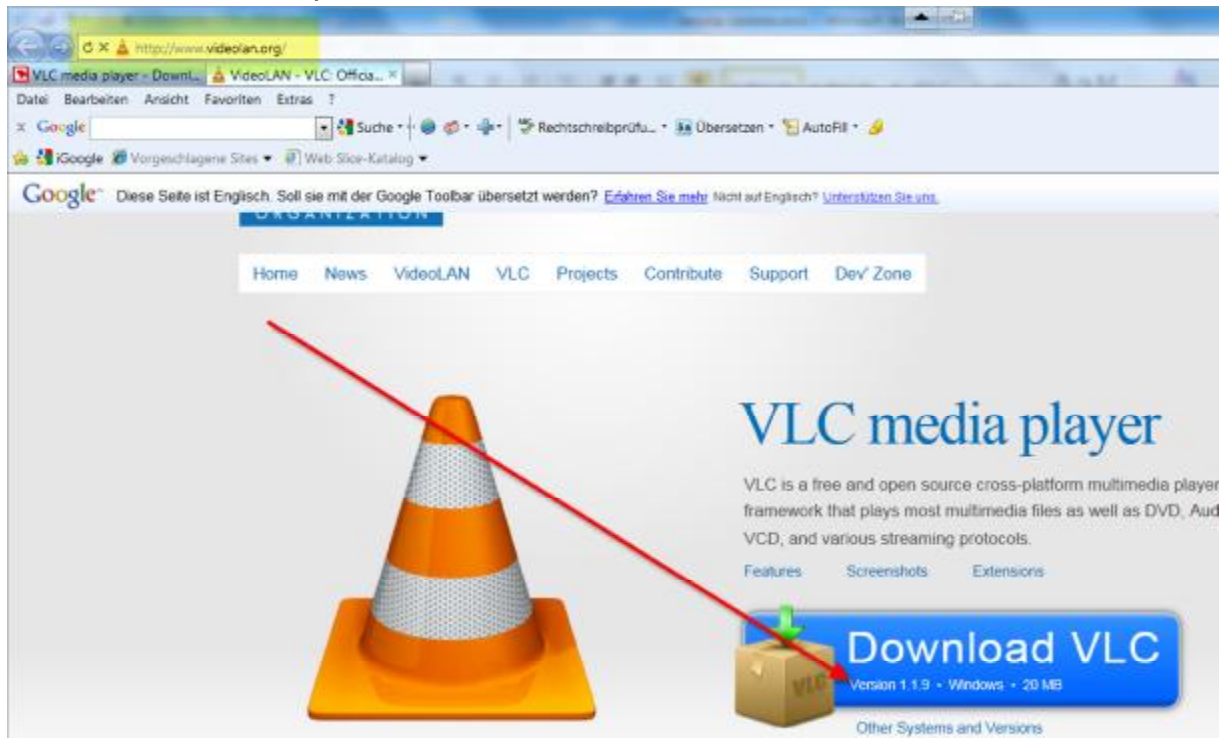 http://www.videolan.org/
VLC media player - Downl... VideoLAN - VLC: Officia...
Datei Bearbeiten Ansicht Favoriten Extras ?
x Google Suche Rechtschreibprüfu... Übersetzen AutoFill
iGoogle Vorgeschlagene Sites Web Slice-Katalog
Google Diese Seite ist Englisch. Soll sie mit der Google Toolbar übersetzt werden? Erfahren Sie mehr Nicht auf Englisch? Unterstützen Sie uns.
ORGANIZATION
Home News VideoLAN VLC Projects Contribute Support Dev' Zone
VLC media player
VLC is a free and open source cross-platform multimedia player
framework that plays most multimedia files as well as DVD, Aud
VCD, and various streaming protocols.
Features Screenshots Extensions
Download VLC
VLC
Version 1.1.9 • Windows • 20 MB
Other Systems and Versions